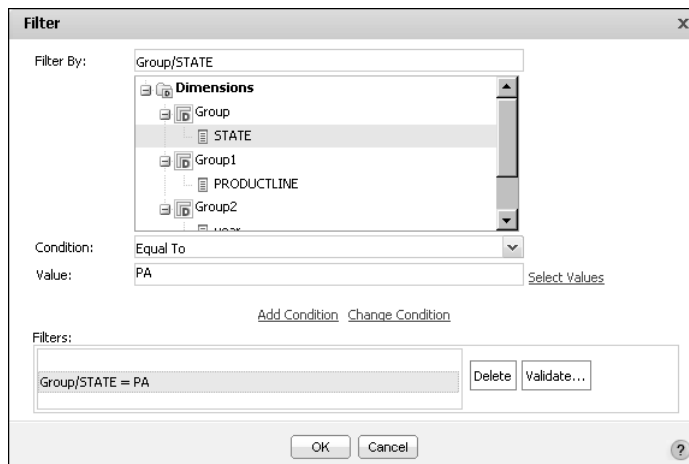 Filter x
Filter By: Group/STATE
Dimensions
Group
STATE
Group1
PRODUCTLINE
Group2
year
Condition: Equal To
Value: PA Select Values
Add Condition Change Condition
Filters:
Group/STATE = PA Delete Validate...
OK Cancel ?